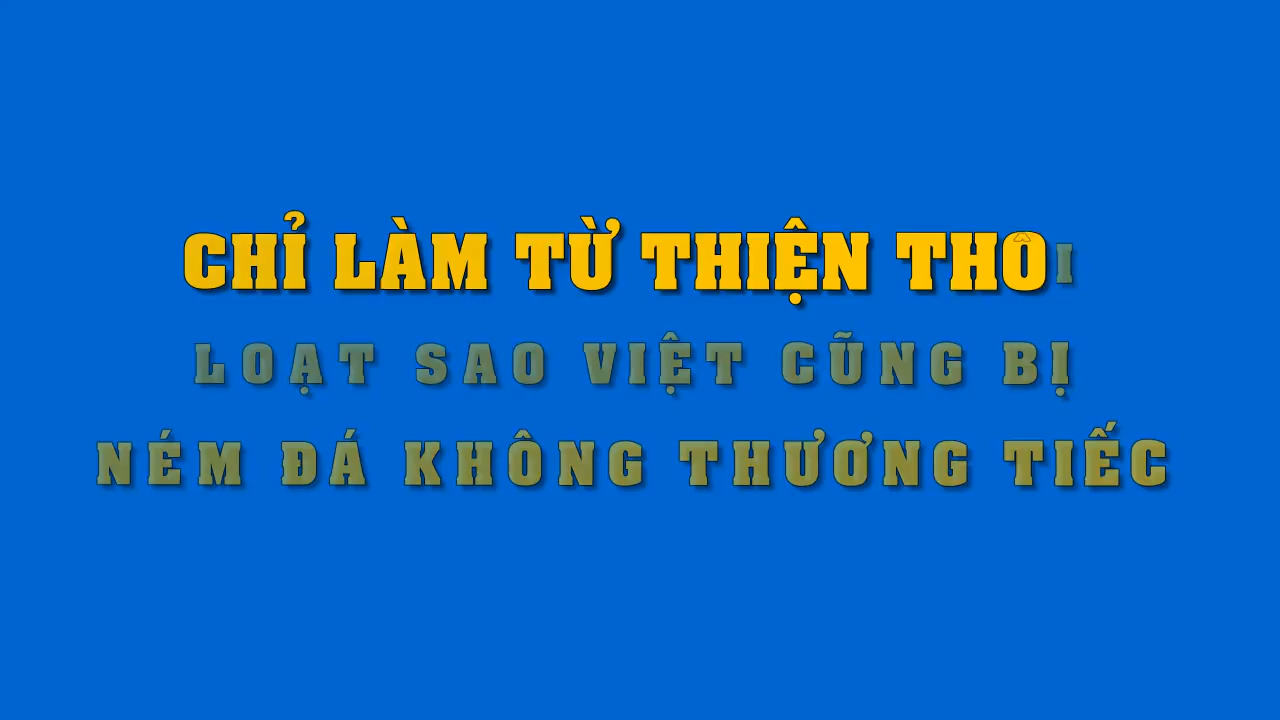 CHỈ LÀM TỪ THIỆN THÔI
LOẠT SAO VIỆT CŨNG BỊ
NÉM ĐÁ KHÔNG THƯƠNG TIẾC